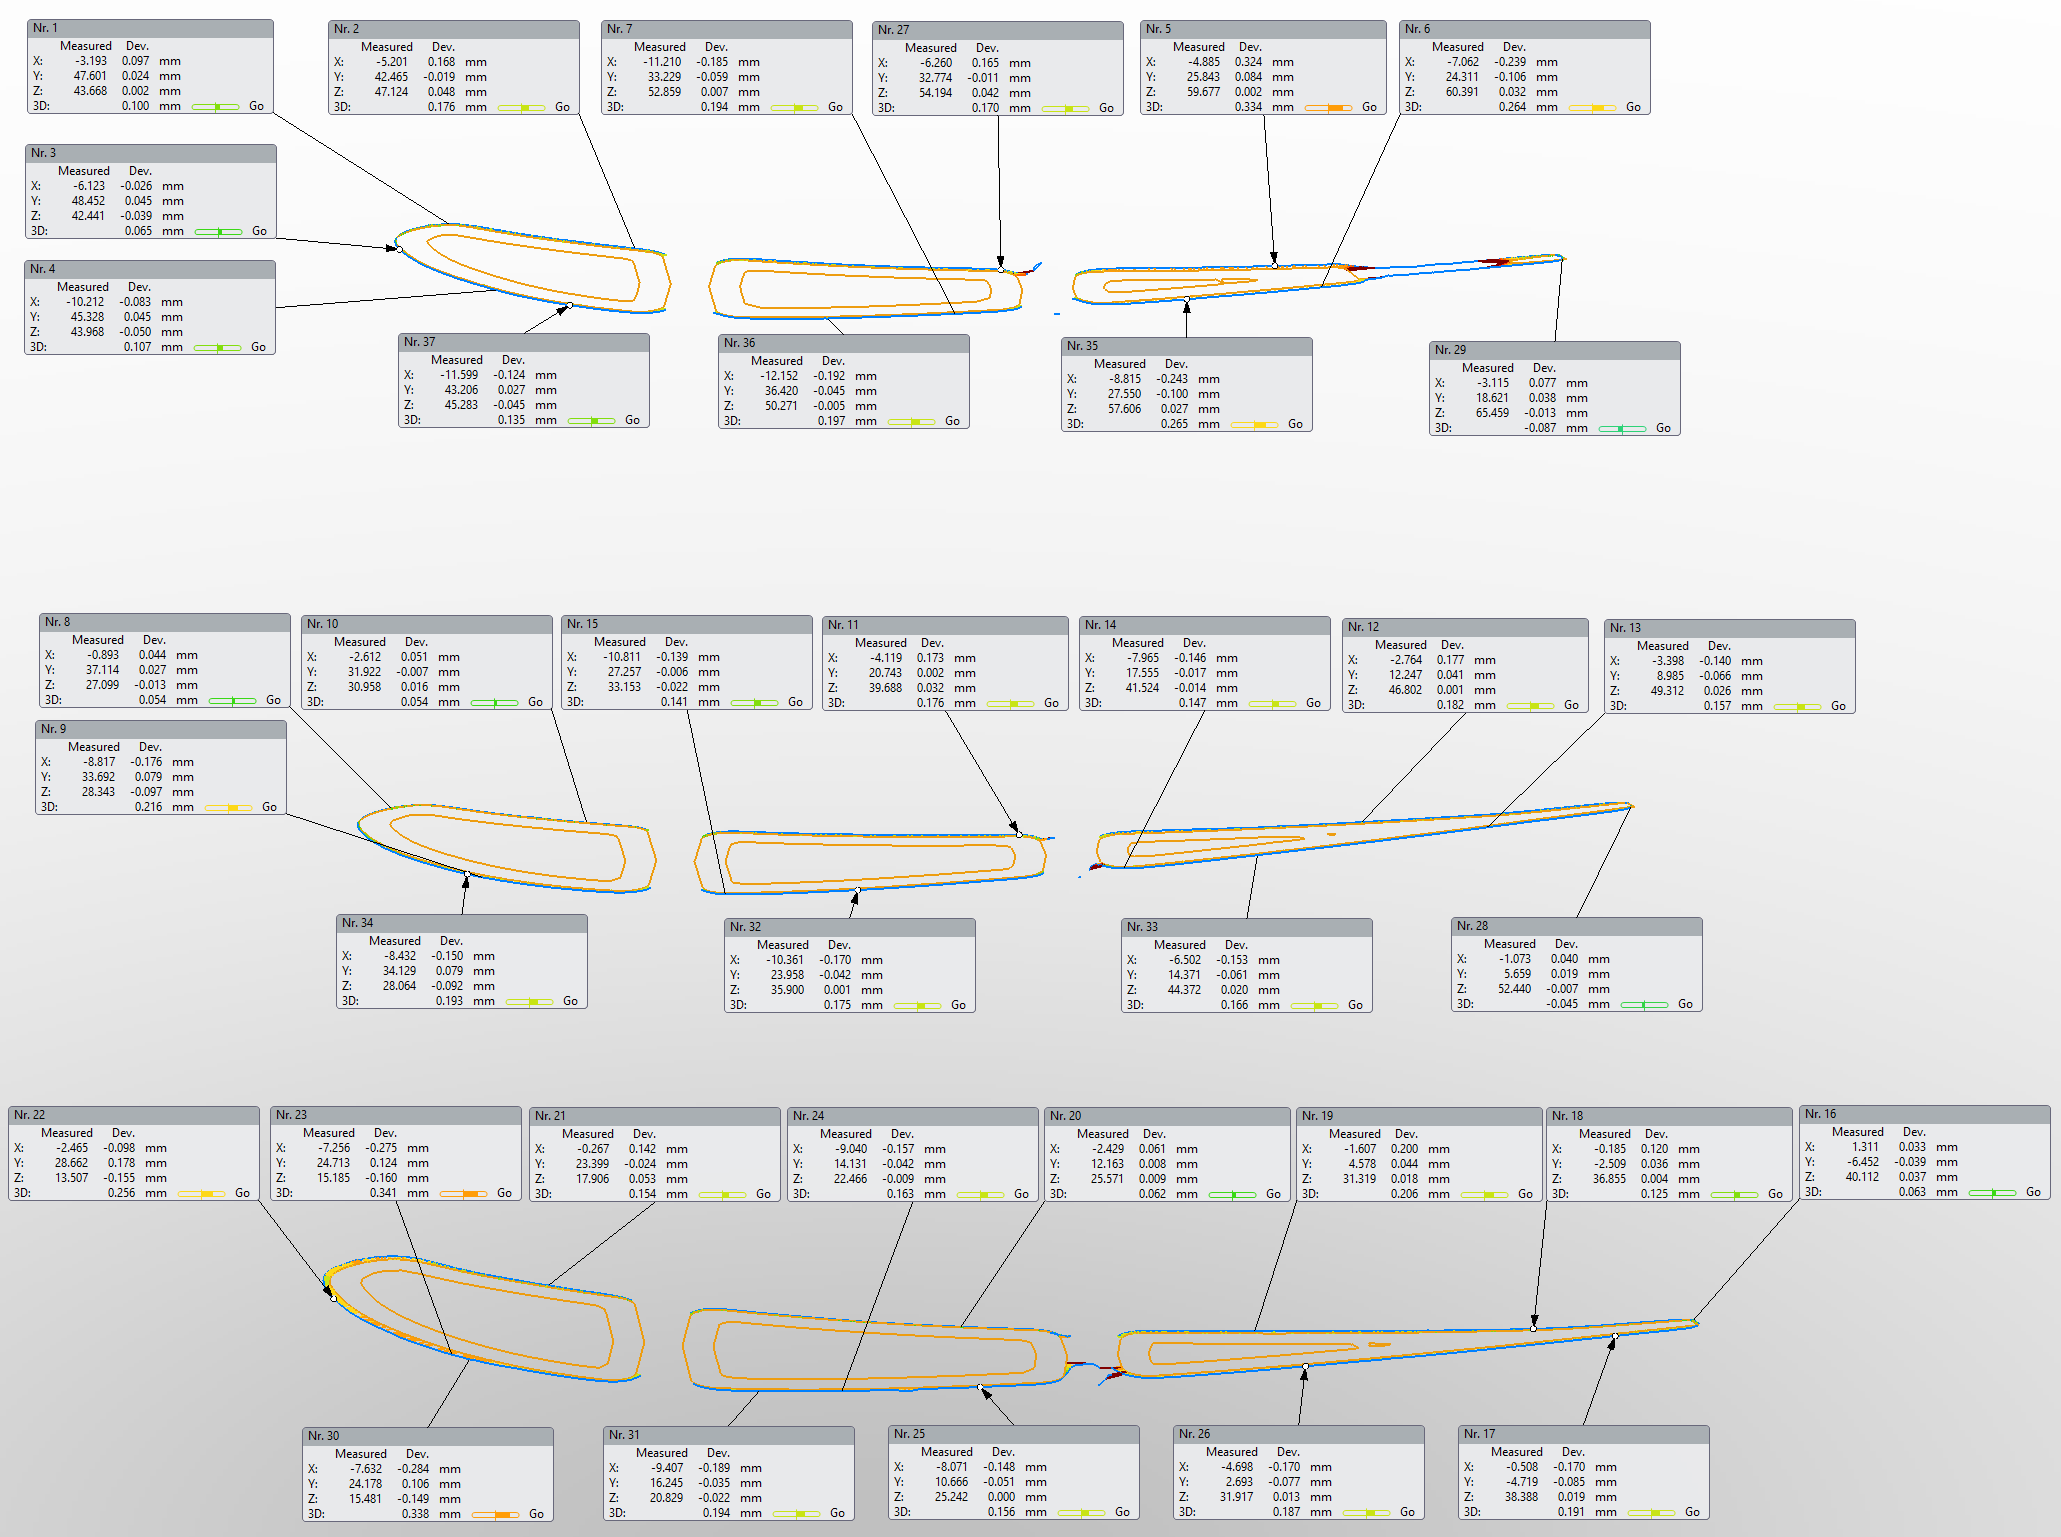 Nr. 1
Measured Dev.
X: -3.193 0.097 mm
Y: 47.601 0.024 mm
Z: 43.668 0.002 mm
3D: 0.100 mm Go
Nr. 2
Measured Dev.
X: -5.201 0.168 mm
Y: 42.465 -0.019 mm
Z: 47.124 0.048 mm
3D: 0.176 mm Go
Nr. 7
Measured Dev.
X: -11.210 -0.185 mm
Y: 33.229 -0.059 mm
Z: 52.859 0.007 mm
3D: 0.194 mm Go
Nr. 27
Measured Dev.
X: -6.260 0.165 mm
Y: 32.774 -0.011 mm
Z: 54.194 0.042 mm
3D: 0.170 mm Go
Nr. 5
Measured Dev.
X: -4.885 0.324 mm
Y: 25.843 0.084 mm
Z: 59.677 0.002 mm
3D: 0.334 mm Go
Nr. 6
Measured Dev.
X: -7.062 -0.239 mm
Y: 24.311 -0.106 mm
Z: 60.391 0.032 mm
3D: 0.264 mm Go
Nr. 3
Measured Dev.
X: -6.123 -0.026 mm
Y: 48.452 0.045 mm
Z: 42.441 -0.039 mm
3D: 0.065 mm Go
Nr. 4
Measured Dev.
X: -10.212 -0.083 mm
Y: 45.328 0.045 mm
Z: 43.968 -0.050 mm
3D: 0.107 mm Go
Nr. 37
Measured Dev.
X: -11.599 -0.124 mm
Y: 43.206 0.027 mm
Z: 45.283 -0.045 mm
3D: 0.135 mm Go
Nr. 36
Measured Dev.
X: -12.152 -0.192 mm
Y: 36.420 -0.045 mm
Z: 50.271 -0.005 mm
3D: 0.197 mm Go
Nr. 35
Measured Dev.
X: -8.815 -0.243 mm
Y: 27.550 -0.100 mm
Z: 57.606 0.027 mm
3D: 0.265 mm Go
Nr. 29
Measured Dev.
X: -3.115 0.077 mm
Y: 18.621 0.038 mm
Z: 65.459 -0.013 mm
3D: -0.087 mm Go
Nr. 8
Measured Dev.
X: -0.893 0.044 mm
Y: 37.114 0.027 mm
Z: 27.099 -0.013 mm
3D: 0.054 mm Go
Nr. 10
Measured Dev.
X: -2.612 0.051 mm
Y: 31.922 -0.007 mm
Z: 30.958 0.016 mm
3D: 0.054 mm Go
Nr. 15
Measured Dev.
X: -10.811 -0.139 mm
Y: 27.257 -0.006 mm
Z: 33.153 -0.022 mm
3D: 0.141 mm Go
Nr. 11
Measured Dev.
X: -4.119 0.173 mm
Y: 20.743 0.002 mm
Z: 39.688 0.032 mm
3D: 0.176 mm Go
Nr. 14
Measured Dev.
X: -7.965 -0.146 mm
Y: 17.555 -0.017 mm
Z: 41.524 -0.014 mm
3D: 0.147 mm Go
Nr. 12
Measured Dev.
X: -2.764 0.177 mm
Y: 12.247 0.041 mm
Z: 46.802 0.001 mm
3D: 0.182 mm Go
Nr. 13
Measured Dev.
X: -3.398 -0.140 mm
Y: 8.985 -0.066 mm
Z: 49.312 0.026 mm
3D: 0.157 mm Go
Nr. 9
Measured Dev.
X: -8.817 -0.176 mm
Y: 33.692 0.079 mm
Z: 28.343 -0.097 mm
3D: 0.216 mm Go
Nr. 34
Measured Dev.
X: -8.432 -0.150 mm
Y: 34.129 0.079 mm
Z: 28.064 -0.092 mm
3D: 0.193 mm Go
Nr. 32
Measured Dev.
X: -10.361 -0.170 mm
Y: 23.958 -0.042 mm
Z: 35.900 0.001 mm
3D: 0.175 mm Go
Nr. 33
Measured Dev.
X: -6.502 -0.153 mm
Y: 14.371 -0.061 mm
Z: 44.372 0.020 mm
3D: 0.166 mm Go
Nr. 28
Measured Dev.
X: -1.073 0.040 mm
Y: 5.659 0.019 mm
Z: 52.440 -0.007 mm
3D: -0.045 mm Go
Nr. 22
Measured Dev.
X: -2.465 -0.098 mm
Y: 28.662 0.178 mm
Z: 13.507 -0.155 mm
3D: 0.256 mm Go
Nr. 23
Measured Dev.
X: -7.256 -0.275 mm
Y: 24.713 0.124 mm
Z: 15.185 -0.160 mm
3D: 0.341 mm Go
Nr. 21
Measured Dev.
X: -0.267 0.142 mm
Y: 23.399 -0.024 mm
Z: 17.906 0.053 mm
3D: 0.154 mm Go
Nr. 24
Measured Dev.
X: -9.040 -0.157 mm
Y: 14.131 -0.042 mm
Z: 22.466 -0.009 mm
3D: 0.163 mm Go
Nr. 20
Measured Dev.
X: -2.429 0.061 mm
Y: 12.163 0.008 mm
Z: 25.571 0.009 mm
3D: 0.062 mm Go
Nr. 19
Measured Dev.
X: -1.607 0.200 mm
Y: 4.578 0.044 mm
Z: 31.319 0.018 mm
3D: 0.206 mm Go
Nr. 18
Measured Dev.
X: -0.185 0.120 mm
Y: -2.509 0.036 mm
Z: 36.855 0.004 mm
3D: 0.125 mm Go
Nr. 16
Measured Dev.
X: 1.311 0.033 mm
Y: -6.452 -0.039 mm
Z: 40.112 0.037 mm
3D: 0.063 mm Go
Nr. 30
Measured Dev.
X: -7.632 -0.284 mm
Y: 24.178 0.106 mm
Z: 15.481 -0.149 mm
3D: 0.338 mm Go
Nr. 31
Measured Dev.
X: -9.407 -0.189 mm
Y: 16.245 -0.035 mm
Z: 20.829 -0.022 mm
3D: 0.194 mm Go
Nr. 25
Measured Dev.
X: -8.071 -0.148 mm
Y: 10.666 -0.051 mm
Z: 25.242 0.000 mm
3D: 0.156 mm Go
Nr. 26
Measured Dev.
X: -4.698 -0.170 mm
Y: 2.693 -0.077 mm
Z: 31.917 0.013 mm
3D: 0.187 mm Go
Nr. 17
Measured Dev.
X: -0.508 -0.170 mm
Y: -4.719 -0.085 mm
Z: 38.388 0.019 mm
3D: 0.191 mm Go